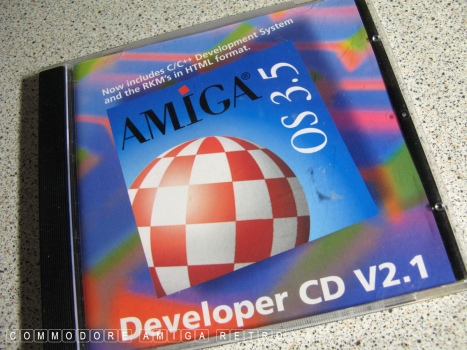 Now includes C/C++ Development System
and the RKM's in HTML format.
AMiGA®
OS 3.5
Developer CD V2.1
COMMODORE AMIGA RETRO